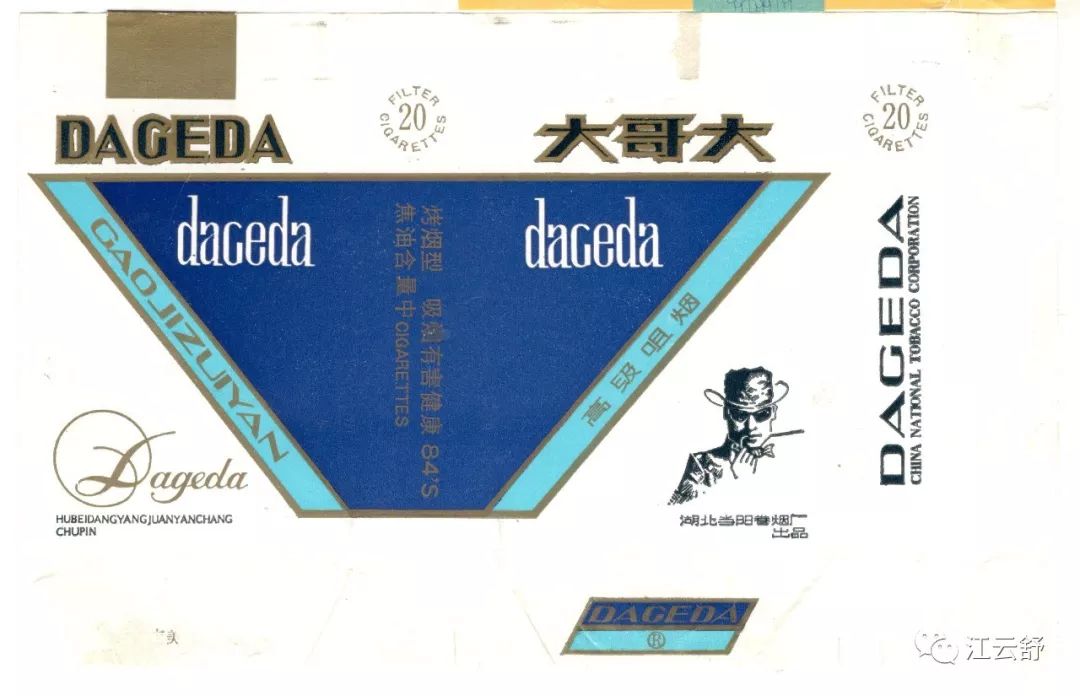 DAGEDA
FILTER
20
CIGARETTES
大哥大
FILTER
20
CIGARETTES
dageda
dageda
烤烟型 吸烟有害健康 84'S
焦油含量中 CIGARETTES
GAOJIZUIYAN
高级咀烟
DAGEDA
CHINA NATIONAL TOBACCO CORPORATION
Dageda
HUBEIDANGYANGJUANYANCHANG
CHUPIN
湖北当阳卷烟厂
出品
DAGEDA
®
江云舒